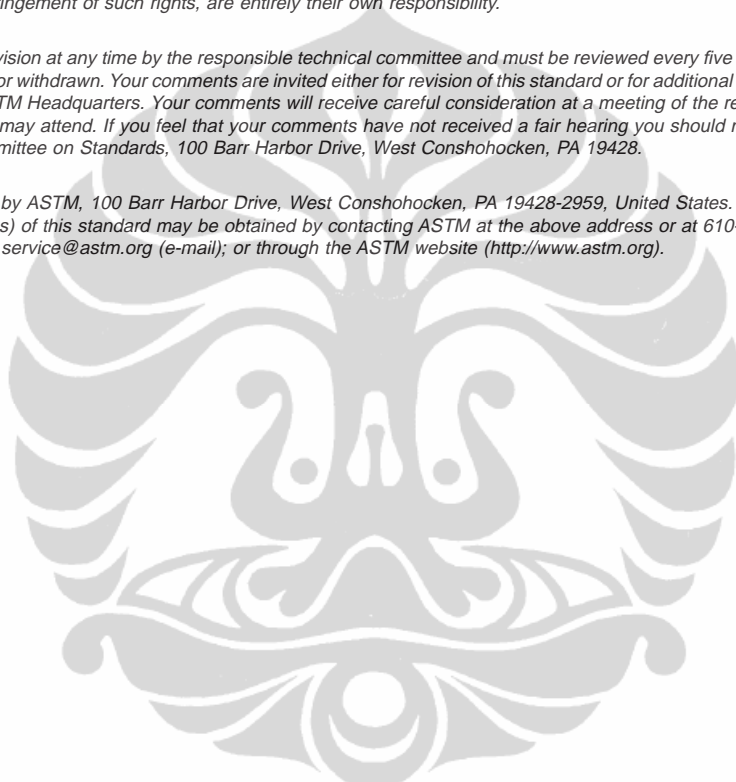 ringement of such rights, are entirely their own responsibility.
vision at any time by the responsible technical committee and must be reviewed every five
or withdrawn. Your comments are invited either for revision of this standard or for additional
TM Headquarters. Your comments will receive careful consideration at a meeting of the re
may attend. If you feel that your comments have not received a fair hearing you should
mittee on Standards, 100 Barr Harbor Drive, West Conshohocken, PA 19428.
by ASTM, 100 Barr Harbor Drive, West Conshohocken, PA 19428-2959, United States.
s) of this standard may be obtained by contacting ASTM at the above address or at 610-
service@astm.org (e-mail); or through the ASTM website (http://www.astm.org).